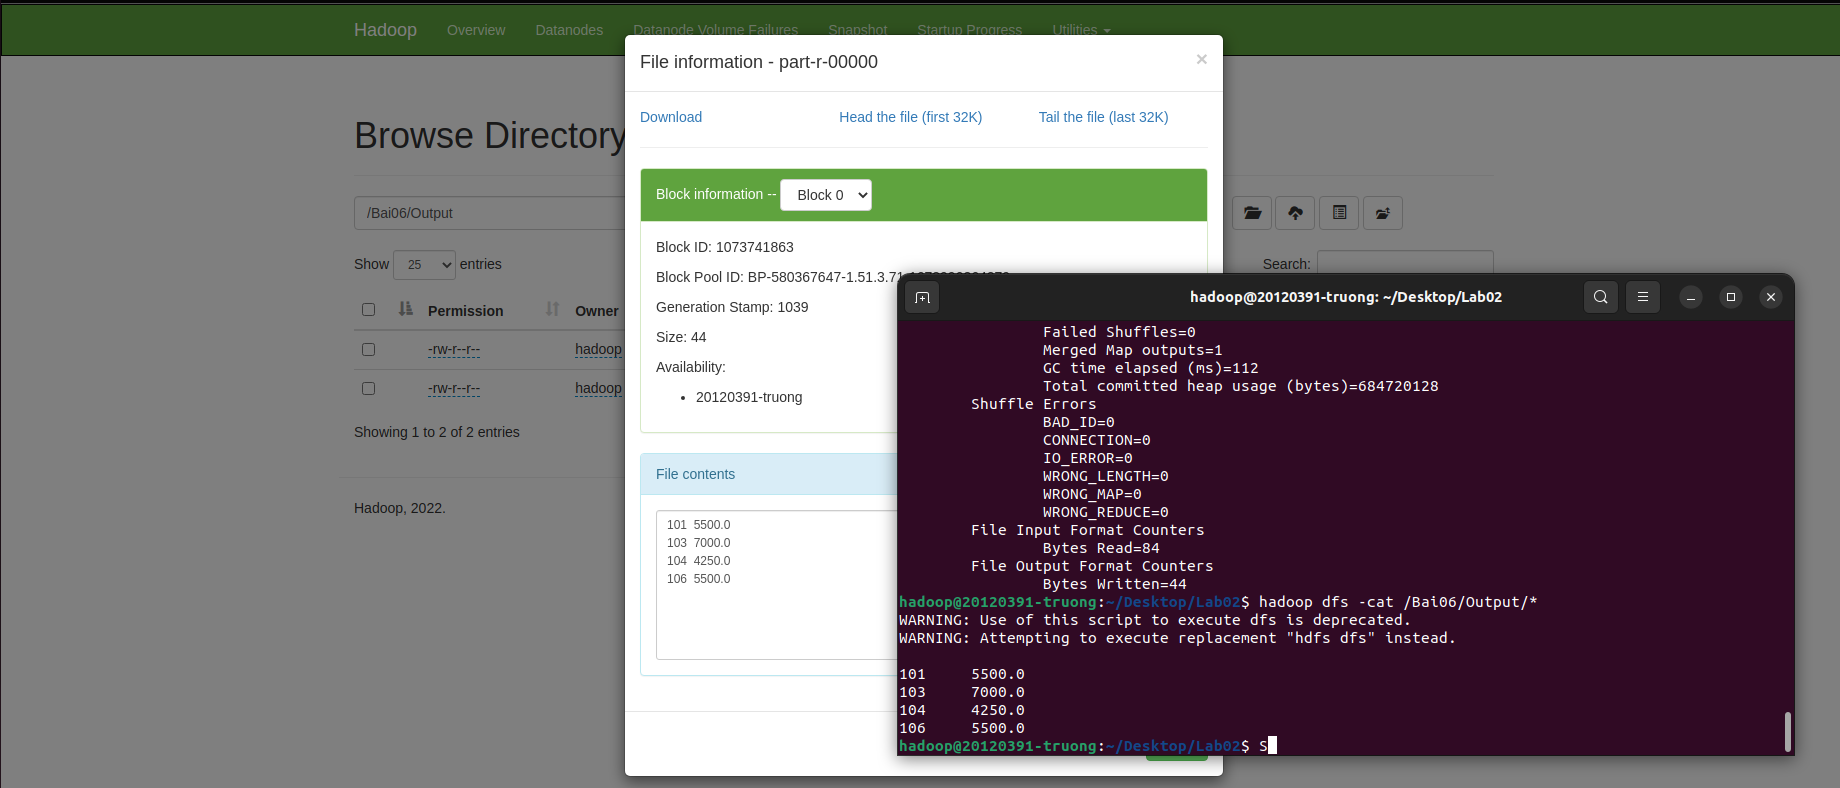 Hadoop Overview Datanodes Datanode Volume Failures Snapshot Startup Progress Utilities
File information - part-r-00000 ×
Download Head the file (first 32K) Tail the file (last 32K)
Browse Directory
Block information -- Block 0
/Bai06/Output
Show 25 entries
Search:
Permission Owner
-rw-r--r-- hadoop
-rw-r--r-- hadoop
Showing 1 to 2 of 2 entries
Hadoop, 2022.
Block ID: 1073741863
Block Pool ID: BP-580367647-1.51.3.71
Generation Stamp: 1039
Size: 44
Availability:
• 20120391-truong
File contents
101 5500.0
103 7000.0
104 4250.0
106 5500.0
hadoop@20120391-truong: ~/Desktop/Lab02
Failed Shuffles=0
Merged Map outputs=1
GC time elapsed (ms)=112
Total committed heap usage (bytes)=684720128
Shuffle Errors
BAD_ID=0
CONNECTION=0
IO_ERROR=0
WRONG_LENGTH=0
WRONG_MAP=0
WRONG_REDUCE=0
File Input Format Counters
Bytes Read=84
File Output Format Counters
Bytes Written=44
hadoop@20120391-truong:~/Desktop/Lab02$ hadoop dfs -cat /Bai06/Output/*
WARNING: Use of this script to execute dfs is deprecated.
WARNING: Attempting to execute replacement "hdfs dfs" instead.
101 5500.0
103 7000.0
104 4250.0
106 5500.0
hadoop@20120391-truong:~/Desktop/Lab02$ S